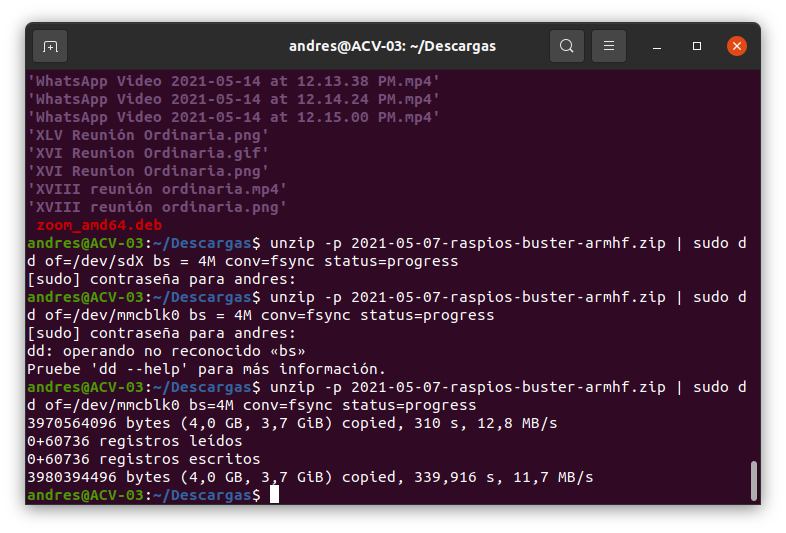 andres@ACV-03: ~/Descargas
'WhatsApp Video 2021-05-14 at 12.13.38 PM.mp4'
'WhatsApp Video 2021-05-14 at 12.14.24 PM.mp4'
'WhatsApp Video 2021-05-14 at 12.15.00 PM.mp4'
'XLV Reunión Ordinaria.png'
'XVI Reunion Ordinaria.gif'
'XVI Reunion Ordinaria.png'
'XVIII reunión ordinaria.mp4'
'XVIII reunión ordinaria.png'
zoom_amd64.deb
andres@ACV-03:~/Descargas$ unzip -p 2021-05-07-raspios-buster-armhf.zip | sudo d
d of=/dev/sdX bs = 4M conv=fsync status=progress
[sudo] contraseña para andres:
andres@ACV-03:~/Descargas$ unzip -p 2021-05-07-raspios-buster-armhf.zip | sudo d
d of=/dev/mmcblk0 bs = 4M conv=fsync status=progress
[sudo] contraseña para andres:
dd: operando no reconocido «bs»
Pruebe 'dd --help' para más información.
andres@ACV-03:~/Descargas$ unzip -p 2021-05-07-raspios-buster-armhf.zip | sudo d
d of=/dev/mmcblk0 bs=4M conv=fsync status=progress
3970564096 bytes (4,0 GB, 3,7 GiB) copied, 310 s, 12,8 MB/s
0+60736 registros leídos
0+60736 registros escritos
3980394496 bytes (4,0 GB, 3,7 GiB) copied, 339,916 s, 11,7 MB/s
andres@ACV-03:~/Descargas$